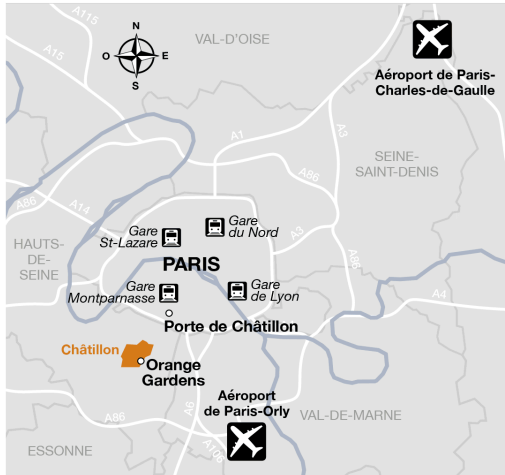 N
O
E
S
VAL-D'OISE
A115
A15
Aéroport de Paris-
Charles-de-Gaulle
A1
A3
SEINE-
SAINT-DENIS
A86
A86
A14
Gare
St-Lazare
Gare
du Nord
A3
HAUTS-
DE-
SEINE
PARIS
A86
Gare
Montparnasse
Gare
de Lyon
A4
Porte de Châtillon
Châtillon
Orange
Gardens
Aéroport
de Paris-Orly
A6
A86
VAL-DE-MARNE
A106
ESSONNE